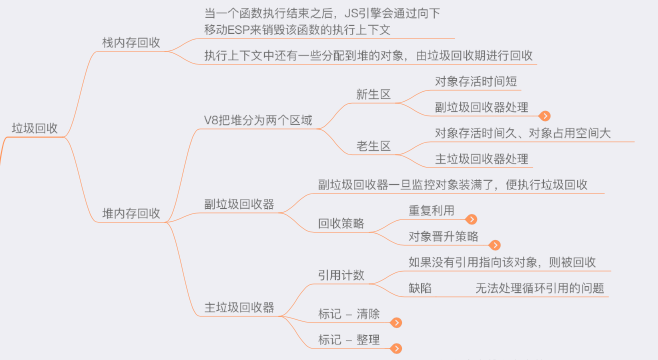 垃圾回收
栈内存回收
当一个函数执行结束之后，JS引擎会通过向下
移动ESP来销毁该函数的执行上下文
执行上下文中还有一些分配到堆的对象，由垃圾回收期进行回收
堆内存回收
V8把堆分为两个区域
新生区
对象存活时间短
副垃圾回收器处理
老生区
对象存活时间久、对象占用空间大
主垃圾回收器处理
副垃圾回收器
副垃圾回收器一旦监控对象装满了，便执行垃圾回收
回收策略
重复利用
对象晋升策略
主垃圾回收器
引用计数
如果没有引用指向该对象，则被回收
缺陷 无法处理循环引用的问题
标记 - 清除
标记 - 整理